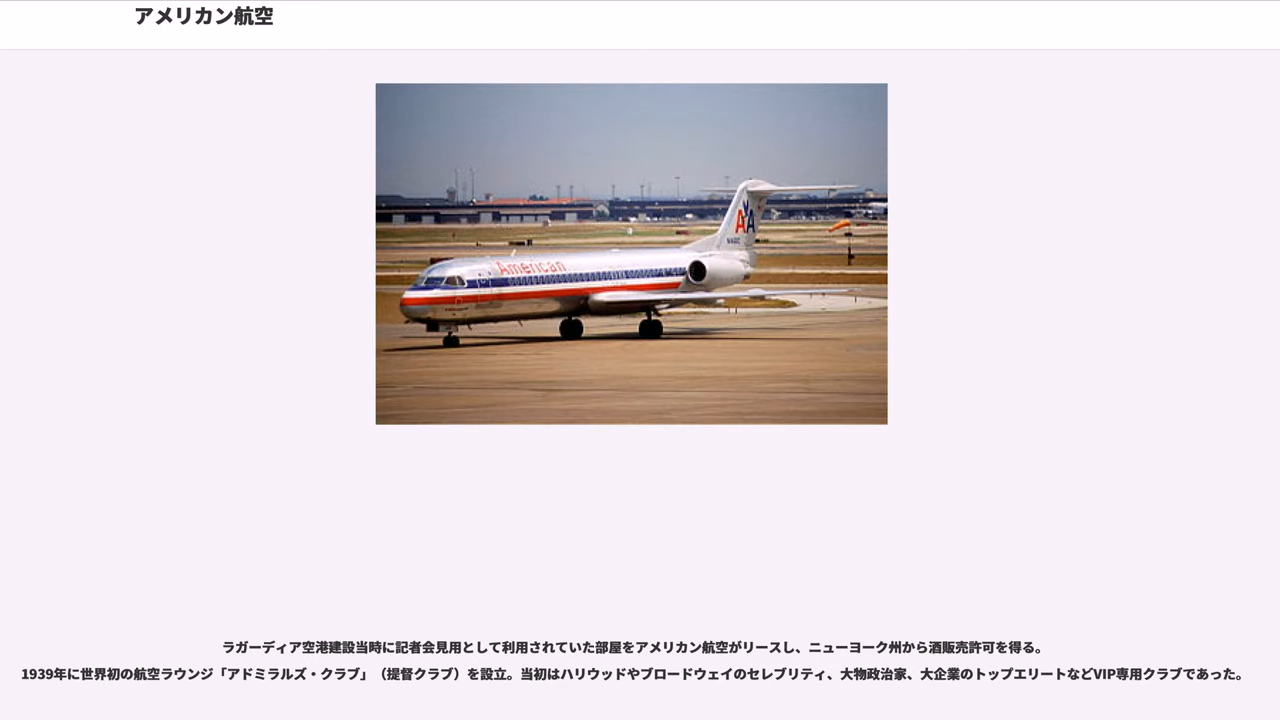 アメリカン航空
American
AA
ラガーディア空港建設当時に記者会見用として利用されていた部屋をアメリカン航空がリースし、ニューヨーク州から酒販売許可を得る。
1939年に世界初の航空ラウンジ「アドミラルズ・クラブ」（提督クラブ）を設立。当初はハリウッドやブロードウェイのセレブリティ、大物政治家、大企業のトップエリートなどVIP専用クラブであった。